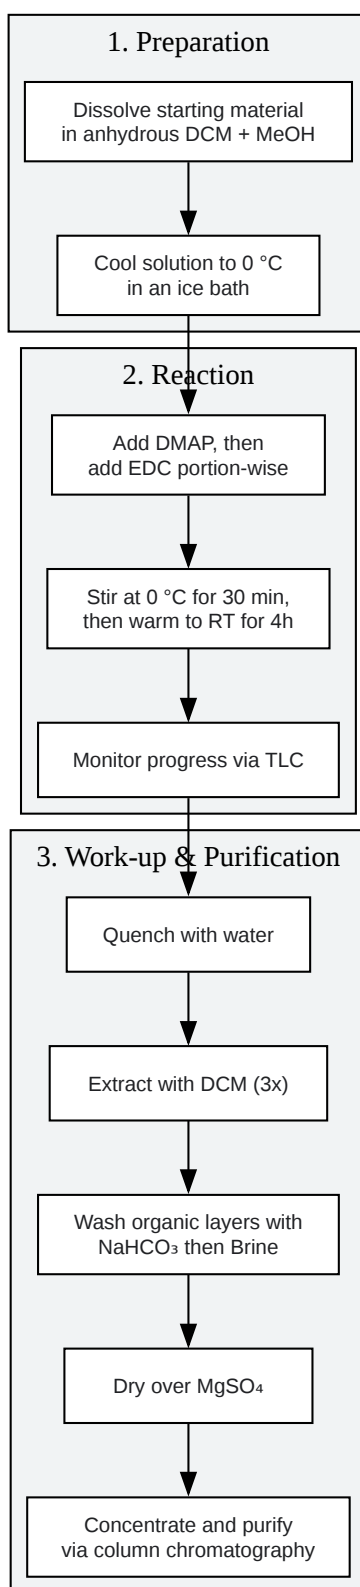 1. Preparation
Dissolve starting material
in anhydrous DCM + MeOH
Cool solution to 0 °C
in an ice bath
2. Reaction
Add DMAP, then
add EDC portion-wise
Stir at 0 °C for 30 min,
then warm to RT for 4h
Monitor progress via TLC
3. Work-up & Purification
Quench with water
Extract with DCM (3x)
Wash organic layers with
NaHCO₃ then Brine
Dry over MgSO₄
Concentrate and purify
via column chromatography